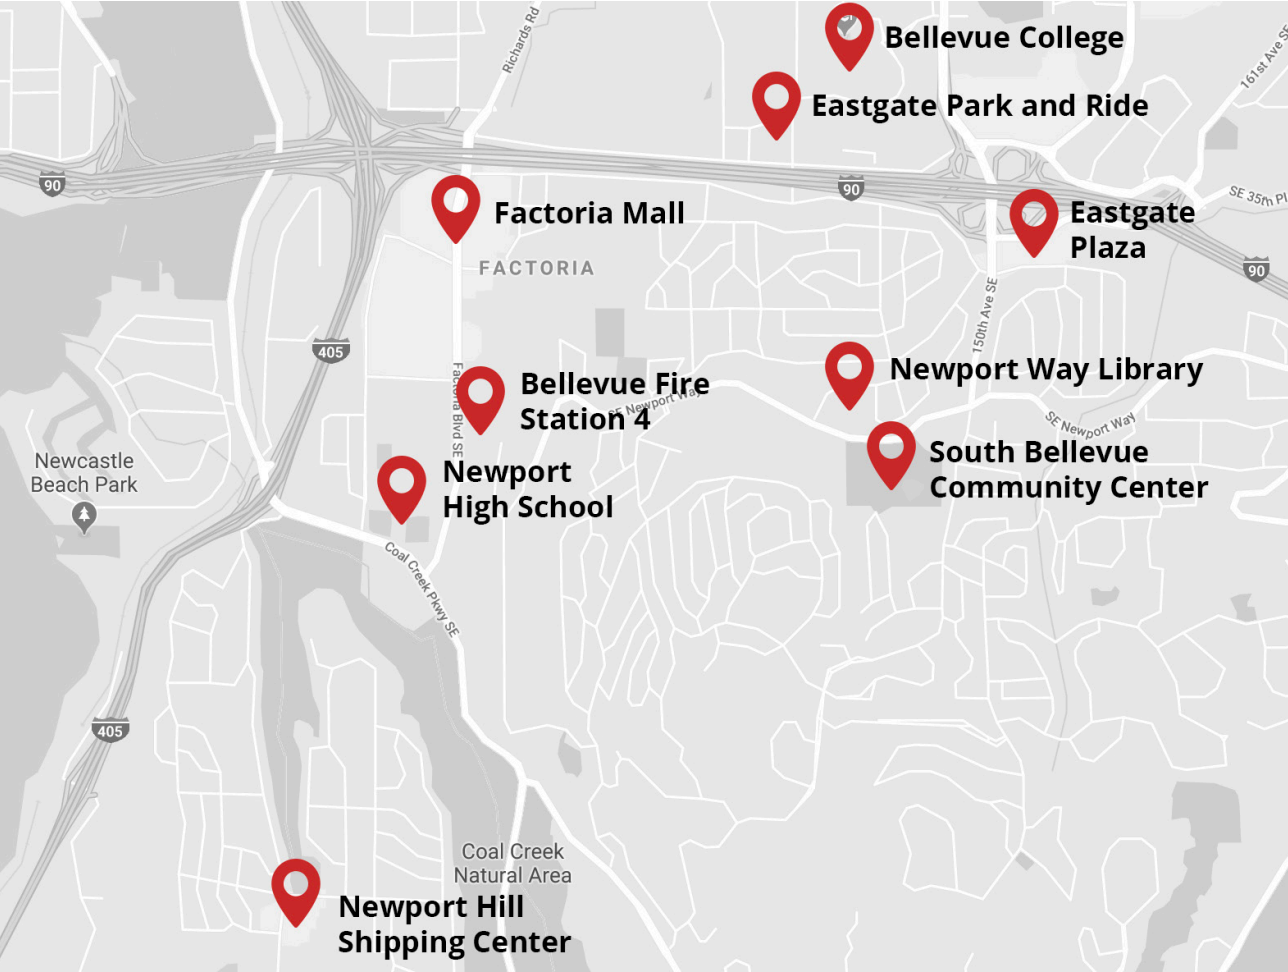 Richards Rd
161st Ave SE
Bellevue College
Eastgate Park and Ride
90
90
SE 35th Pl
Factoria Mall
Eastgate
Plaza
FACTORIA
90
150th Ave SE
405
Newport Way Library
Factoria Blvd SE
Bellevue Fire
Station 4
SE Newport Way
SE Newport Way
South Bellevue
Community Center
Newcastle
Beach Park
Newport
High School
Coal Creek Pkwy SE
405
Coal Creek
Natural Area
Newport Hill
Shipping Center